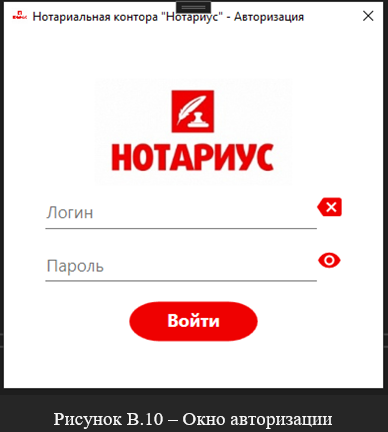 Нотариальная контора "Нотариус" - Авторизация
НОТАРИУС
Логин
Пароль
Войти
Рисунок В.10 – Окно авторизации